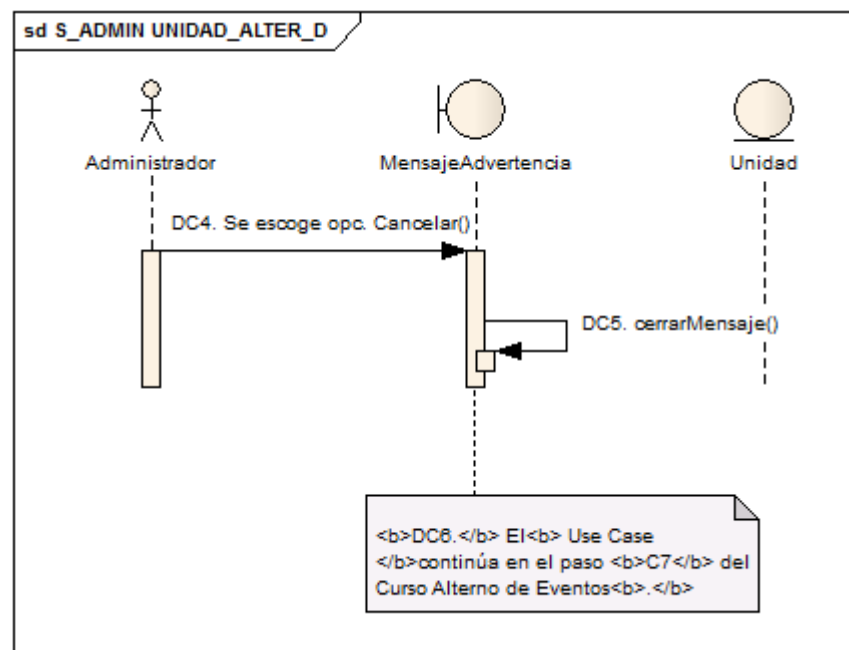 sd S_ADMIN UNIDAD_ALTER_D
Administrador
MensajeAdvertencia
Unidad
DC4. Se escoge opc. Cancelar()
DC5. cerrarMensaje()
<b>DC6.</b> El<b> Use Case
</b>continúa en el paso <b>C7</b> del
Curso Alterno de Eventos<b>.</b>